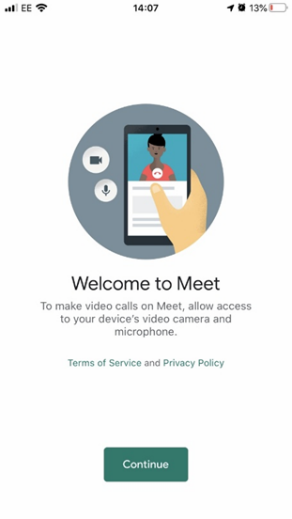 EE 14:07 13%
Welcome to Meet
To make video calls on Meet, allow access
to your device's video camera and
microphone.
Terms of Service and Privacy Policy
Continue